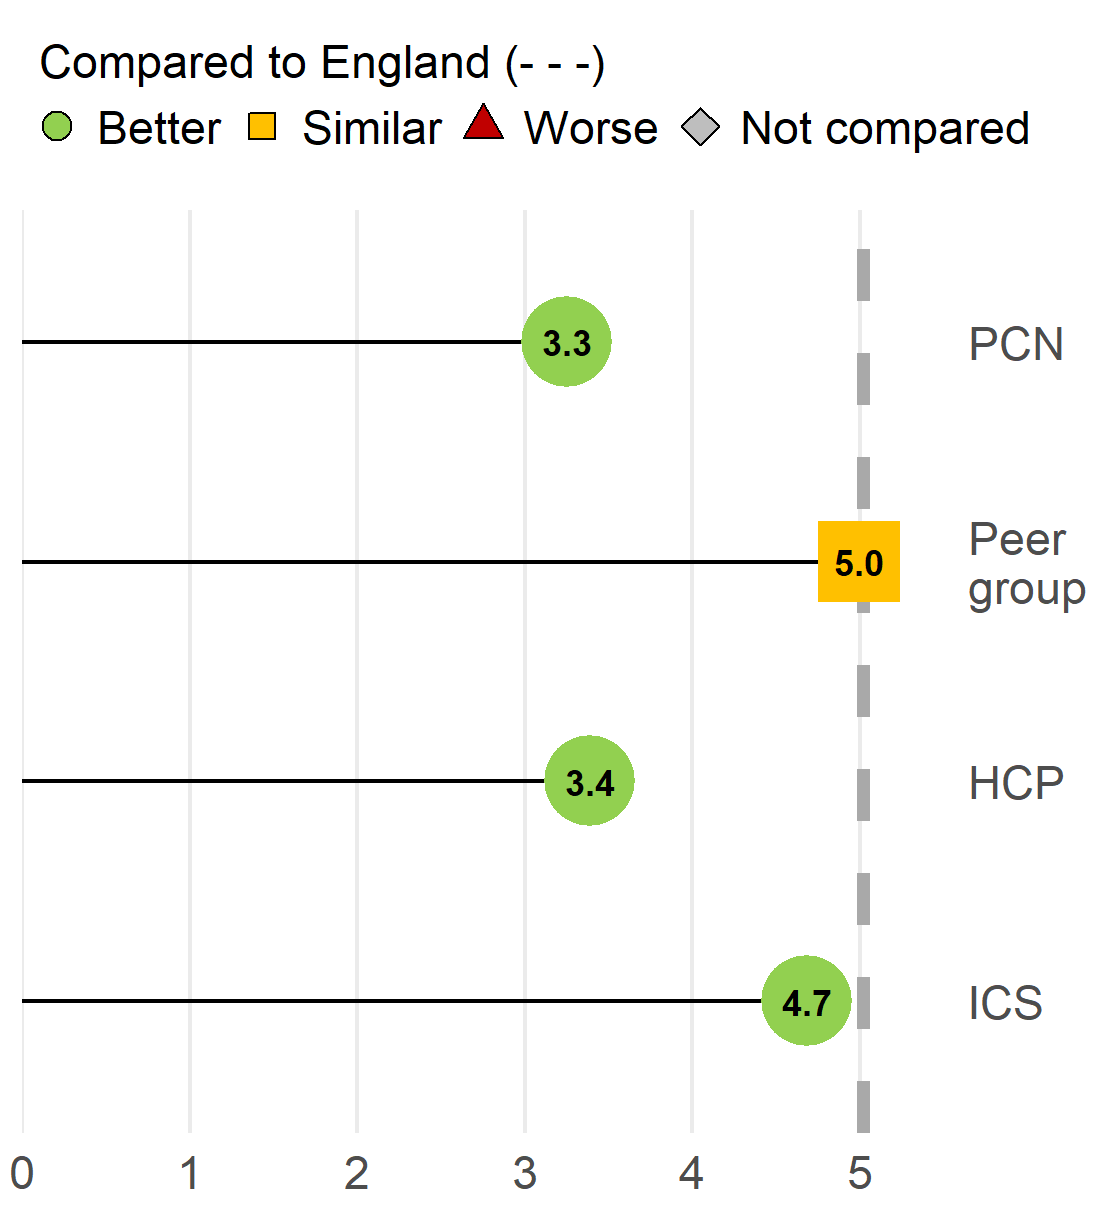 Compared to England (- - -)
Better Similar Worse Not compared
3.3 PCN
5.0 Peer
group
3.4 HCP
4.7 ICS
0 1 2 3 4 5